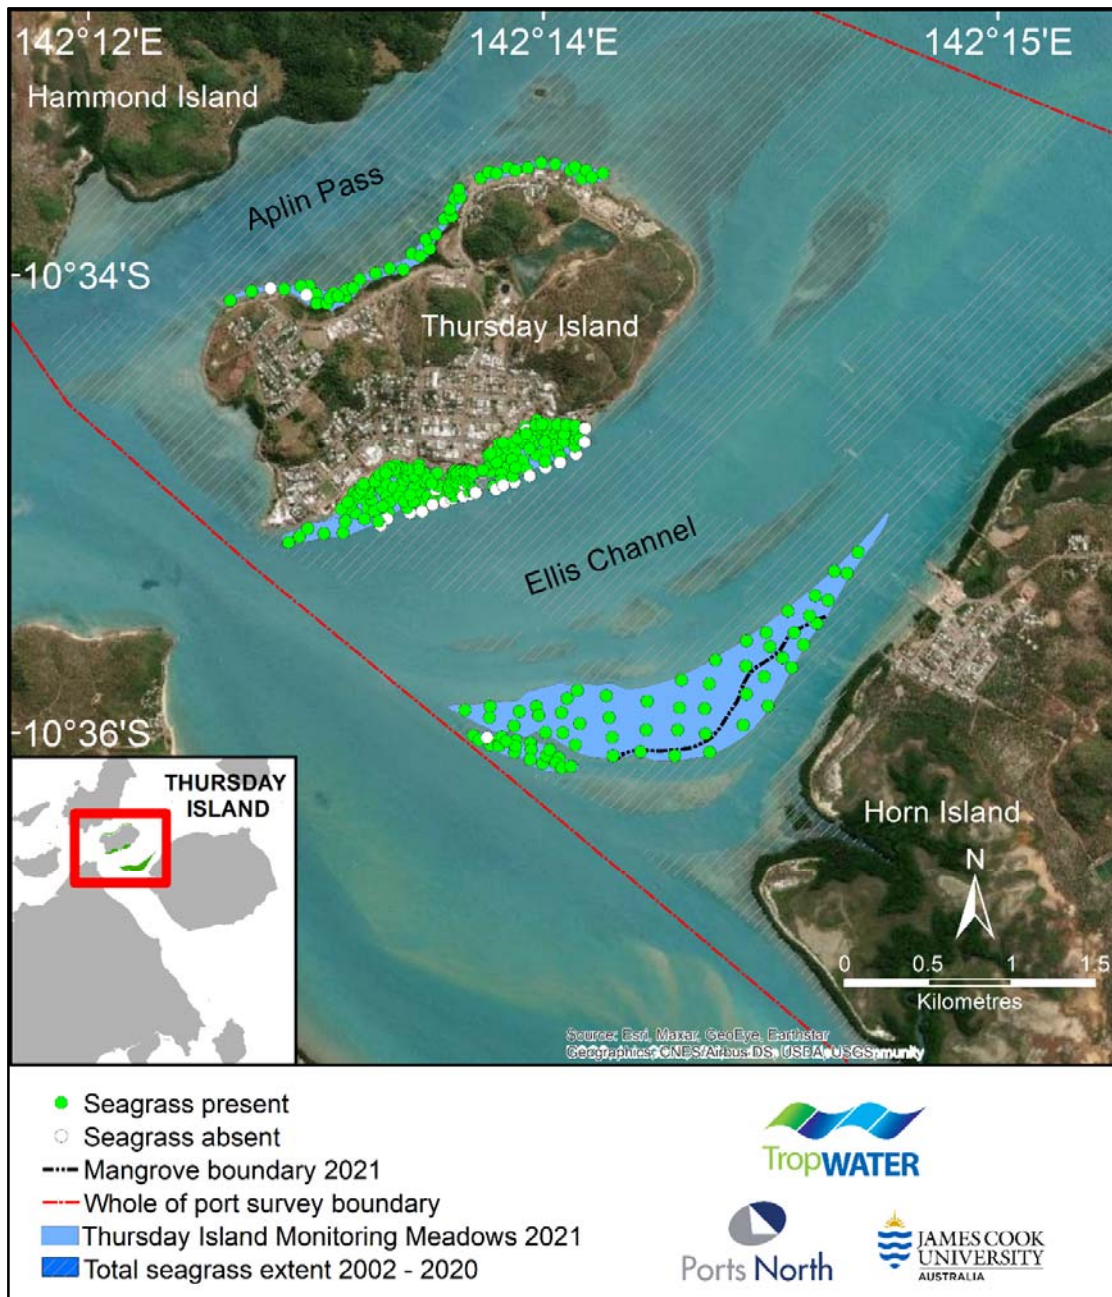 142°12'E
142°14'E
142°15'E
Hammond Island
Aplin Pass
10°34'S
Thursday Island
Ellis Channel
10°36'S
THURSDAY
ISLAND
Horn Island
N
0 0.5 1 1.5
Kilometres
Source: Esri, Maxar, GeoEye, Earthstar
Geographics, CNES/Airbus DS, USDA, USGS,
Seagrass present
Seagrass absent
Mangrove boundary 2021
Whole of port survey boundary
Thursday Island Monitoring Meadows 2021
Total seagrass extent 2002 - 2020
TropWATER
Ports North
JAMES COOK
UNIVERSITY
AUSTRALIA